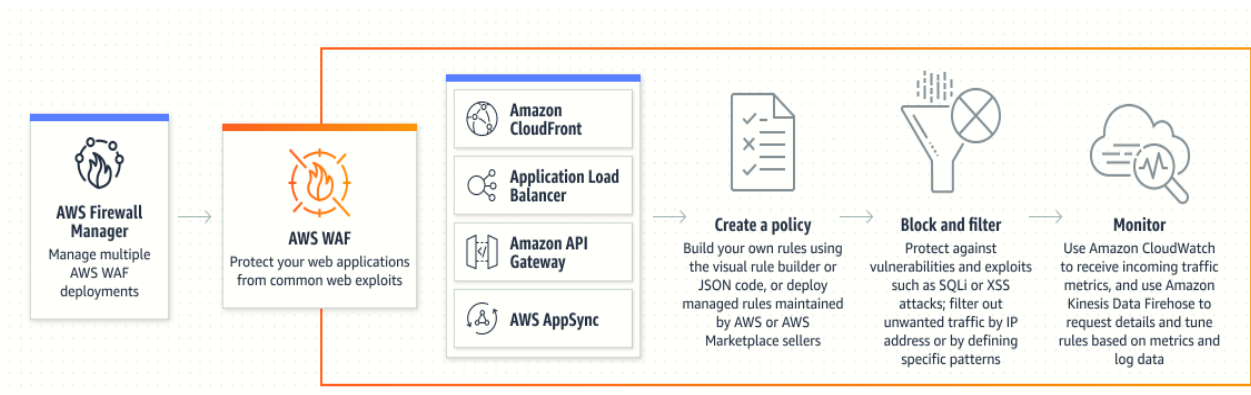 AWS Firewall
Manager
Manage multiple
AWS WAF
deployments
AWS WAF
Protect your web applications
from common web exploits
Amazon
CloudFront
Application Load
Balancer
Amazon API
Gateway
AWS AppSync
Create a policy
Build your own rules using
the visual rule builder or
JSON code, or deploy
managed rules maintained
by AWS or AWS
Marketplace sellers
Block and filter
Protect against
vulnerabilities and exploits
such as SQLi or XSS
attacks; filter out
unwanted traffic by IP
address or by defining
specific patterns
Monitor
Use Amazon CloudWatch
to receive incoming traffic
metrics, and use Amazon
Kinesis Data Firehose to
request details and tune
rules based on metrics and
log data